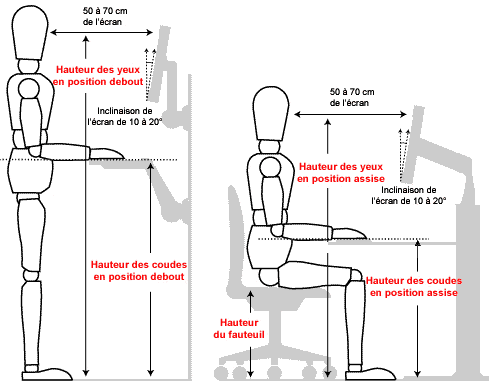 50 à 70 cm
de l'écran
Hauteur des yeux
en position debout
Inclinaison de
l'écran de 10 à 20°
Hauteur des coudes
en position debout
50 à 70 cm
de l'écran
Hauteur des yeux
en position assise
Inclinaison de
l'écran de 10 à 20°
Hauteur des coudes
en position assise
Hauteur
du fauteuil